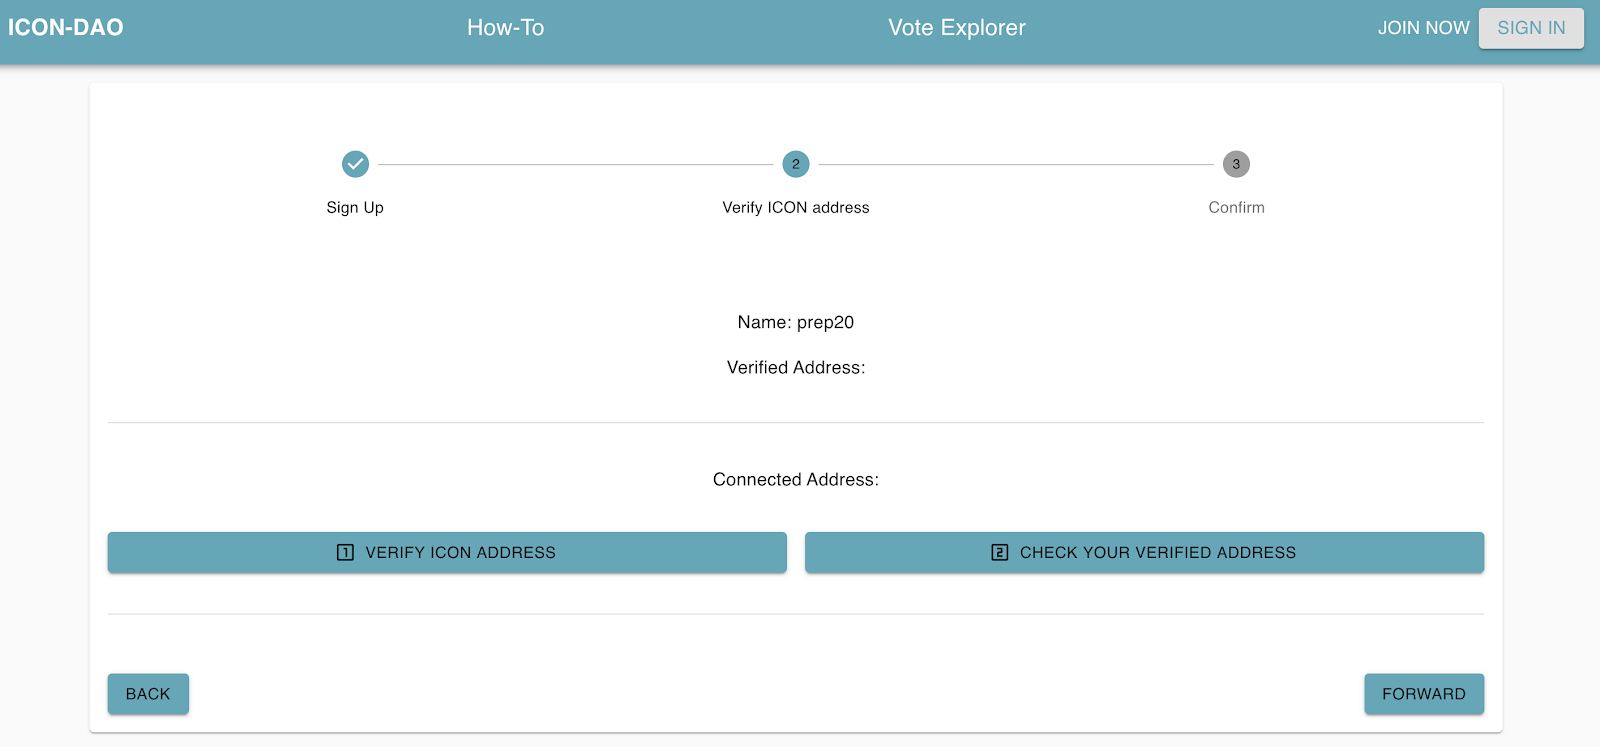 ICON-DAO
How-To
Vote Explorer
JOIN NOW
SIGN IN
2
3
Sign Up
Verify ICON address
Confirm
Name: prep20
Verified Address:
Connected Address:
1 VERIFY ICON ADDRESS
2 CHECK YOUR VERIFIED ADDRESS
BACK
FORWARD